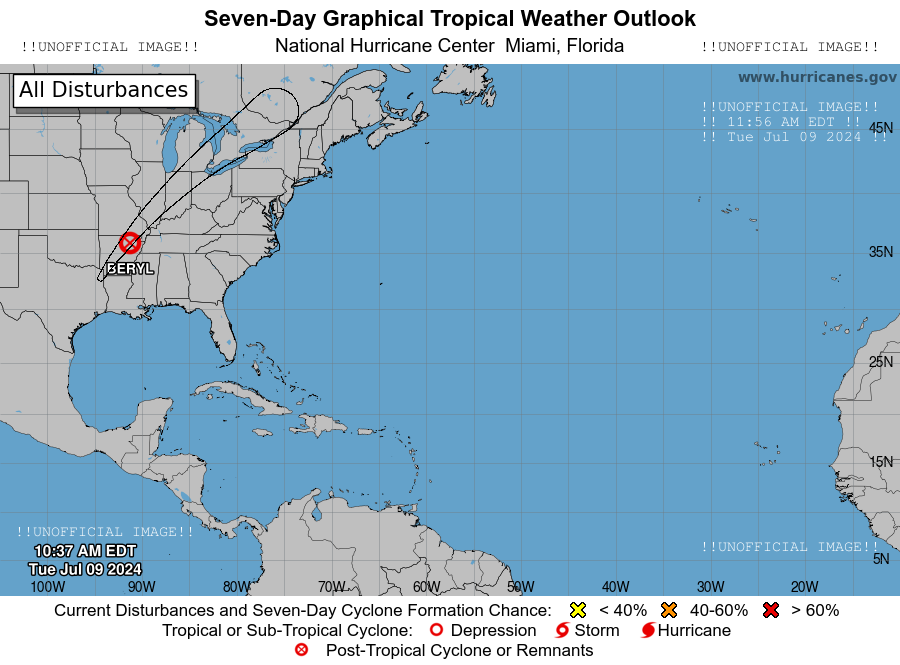 Seven-Day Graphical Tropical Weather Outlook
!!UNOFFICIAL IMAGE!! National Hurricane Center Miami, Florida !!UNOFFICIAL IMAGE!!
All Disturbances
www.hurricanes.gov
!!UNOFFICIAL IMAGE!!
!! 11:56 AM EDT !!
!! Tue Jul 09 2024 !!
45N
35N
BERYL
25N
15N
!!UNOFFICIAL IMAGE!!
10:37 AM EDT
Tue Jul 09 2024
!!UNOFFICIAL IMAGE!!
5N
100W 90W 80W 70W 60W 50W 40W 30W 20W
Current Disturbances and Seven-Day Cyclone Formation Chance: < 40% 40-60% > 60%
Tropical or Sub-Tropical Cyclone: Depression Storm Hurricane
Post-Tropical Cyclone or Remnants